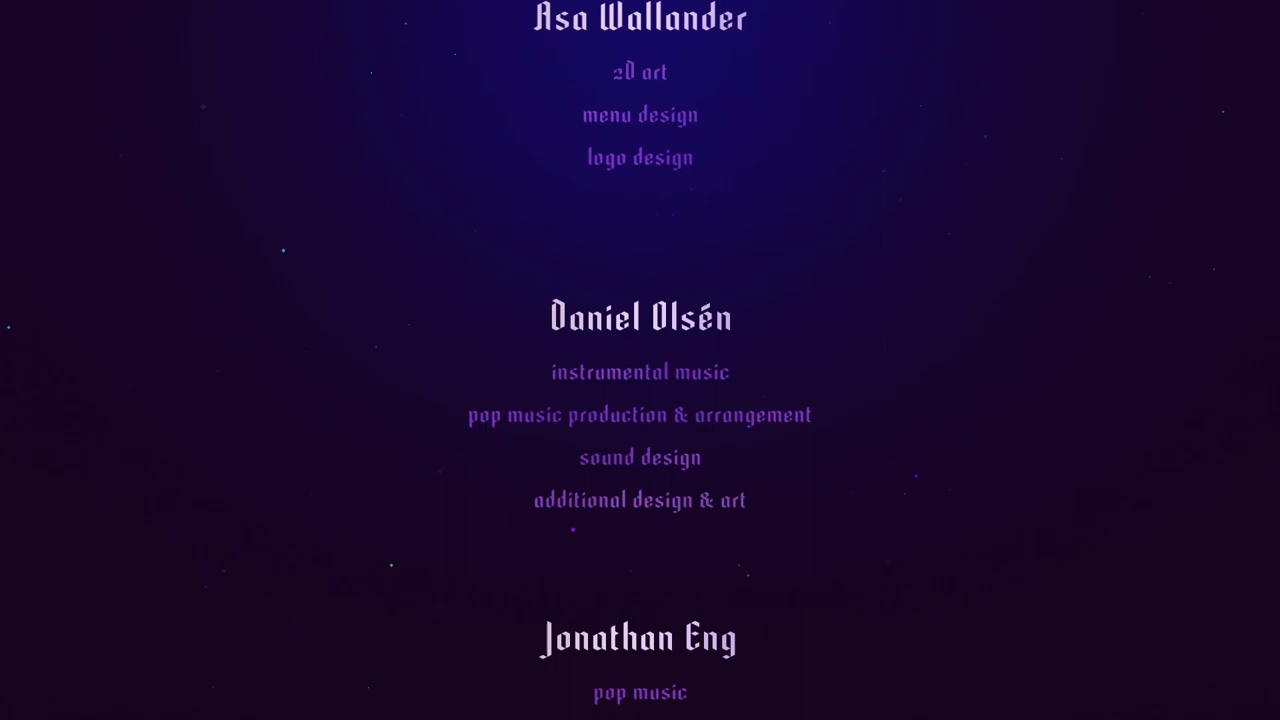 Åsa Wallander
2D art
menu design
logo design
Daniel Olsén
instrumental music
pop music production & arrangement
sound design
additional design & art
Jonathan Eng
pop music